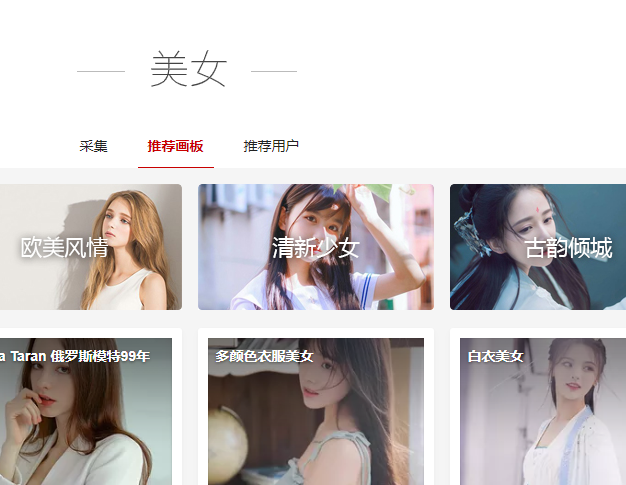 美女
采集 推荐画板 推荐用户
欧美风情
清新少女
古韵倾城
a Taran 俄罗斯模特99年
多颜色衣服美女
白衣美女